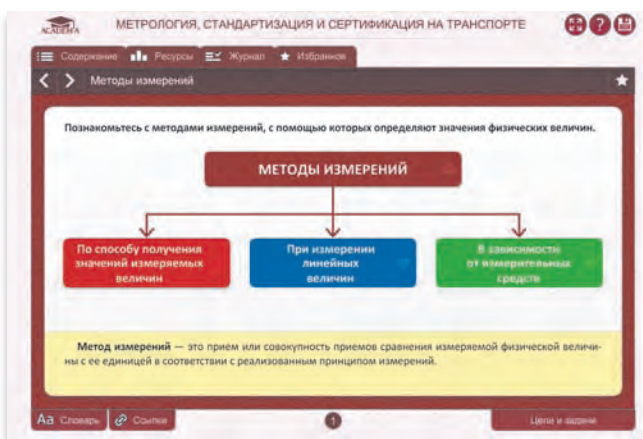 ACADEMA
МЕТРОЛОГИЯ, СТАНДАРТИЗАЦИЯ И СЕРТИФИКАЦИЯ НА ТРАНСПОРТЕ
?
Содержание Ресурсы Журнал Избранное
Методы измерений
Познакомьтесь с методами измерений, с помощью которых определяют значения физических величин.
МЕТОДЫ ИЗМЕРЕНИЙ
По способу получения
значений измеряемых
величин
При измерении
линейных
величин
В зависимости
от измерительных
средств
Метод измерений — это прием или совокупность приемов сравнения измеряемой физической величи-
ны с ее единицей в соответствии с реализованным принципом измерений.
Аа Словарь Ссылки 1 Цели и задачи